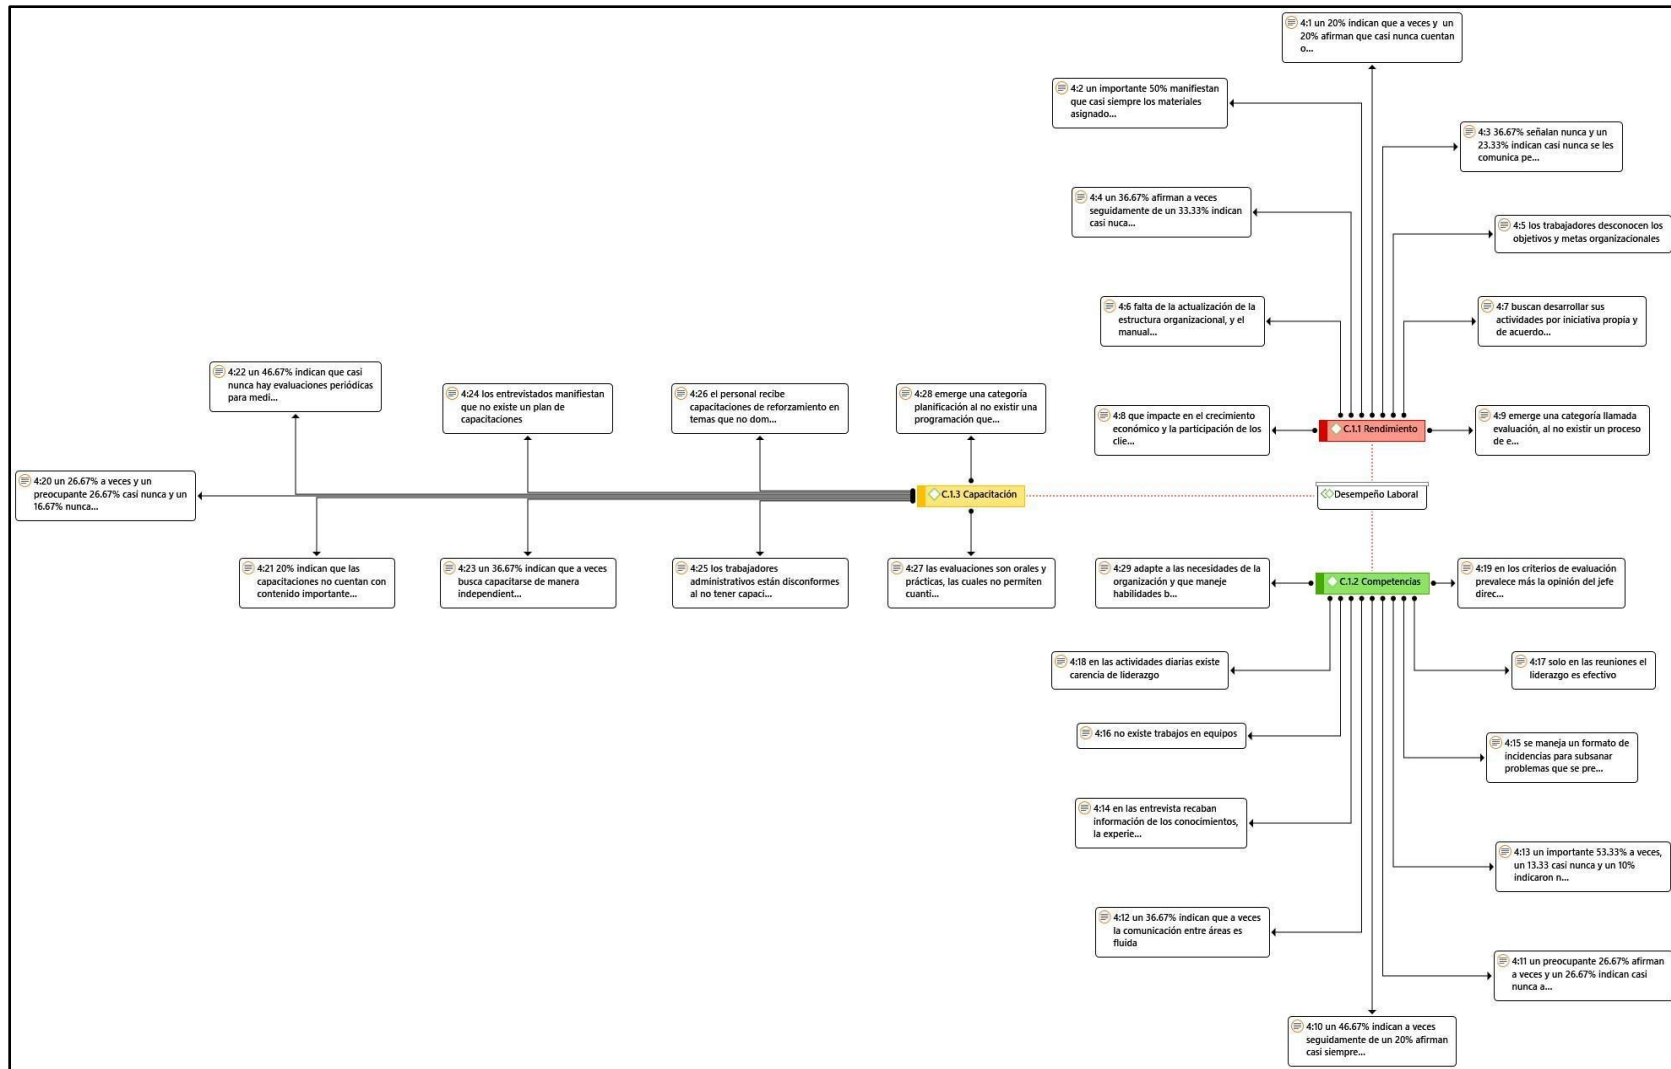 4:1 un 20% indican que a veces y un
20% afirman que casi nunca cuentan
o...
4:2 un importante 50% manifiestan
que casi siempre los materiales
asignado...
4:3 36.67% señalan nunca y un
23.33% indican casi nunca se les
comunica pe...
4:4 un 36.67% afirman a veces
seguidamente de un 33.33% indican
casi nuca...
4:5 los trabajadores desconocen los
objetivos y metas organizacionales
4:6 falta de la actualización de la
estructura organizacional, y el
manual...
4:7 buscan desarrollar sus
actividades por iniciativa propia y
de acuerdo...
4:22 un 46.67% indican que casi
nunca hay evaluaciones periódicas
para medi...
4:24 los entrevistados manifiestan
que no existe un plan de
capacitaciones
4:26 el personal recibe
capacitaciones de reforzamiento en
temas que no dom...
4:28 emerge una categoría
planificación al no existir una
programación que...
4:8 que impacte en el crecimiento
económico y la participación de los
clie...
C.1.1 Rendimiento
4:9 emerge una categoría llamada
evaluación, al no existir un proceso
de e...
4:20 un 26.67% a veces y un
preocupante 26.67% casi nunca y un
16.67% nunca...
C.1.3 Capacitación
Desempeño Laboral
4:21 20% indican que las
capacitaciones no cuentan con
contenido importante...
4:23 un 36.67% indican que a veces
busca capacitarse de manera
independient...
4:25 los trabajadores
administrativos están disconformes
al no tener capaci...
4:27 las evaluaciones son orales y
prácticas, las cuales no permiten
cuanti...
4:29 adapte a las necesidades de la
organización y que maneje
habilidades b...
C.1.2 Competencias
4:19 en los criterios de evaluación
prevalece más la opinión del jefe
direc...
4:18 en las actividades diarias existe
carencia de liderazgo
4:17 solo en las reuniones el
liderazgo es efectivo
4:16 no existe trabajos en equipos
4:15 se maneja un formato de
incidencias para subsanar
problemas que se pre...
4:14 en las entrevista recaban
información de los conocimientos,
la experie...
4:13 un importante 53.33% a veces,
un 13.33 casi nunca y un 10%
indicaron n...
4:12 un 36.67% indican que a veces
la comunicación entre áreas es
fluida
4:11 un preocupante 26.67% afirman
a veces y un 26.67% indican casi
nunca a...
4:10 un 46.67% indican a veces
seguidamente de un 20% afirman
casi siempre...